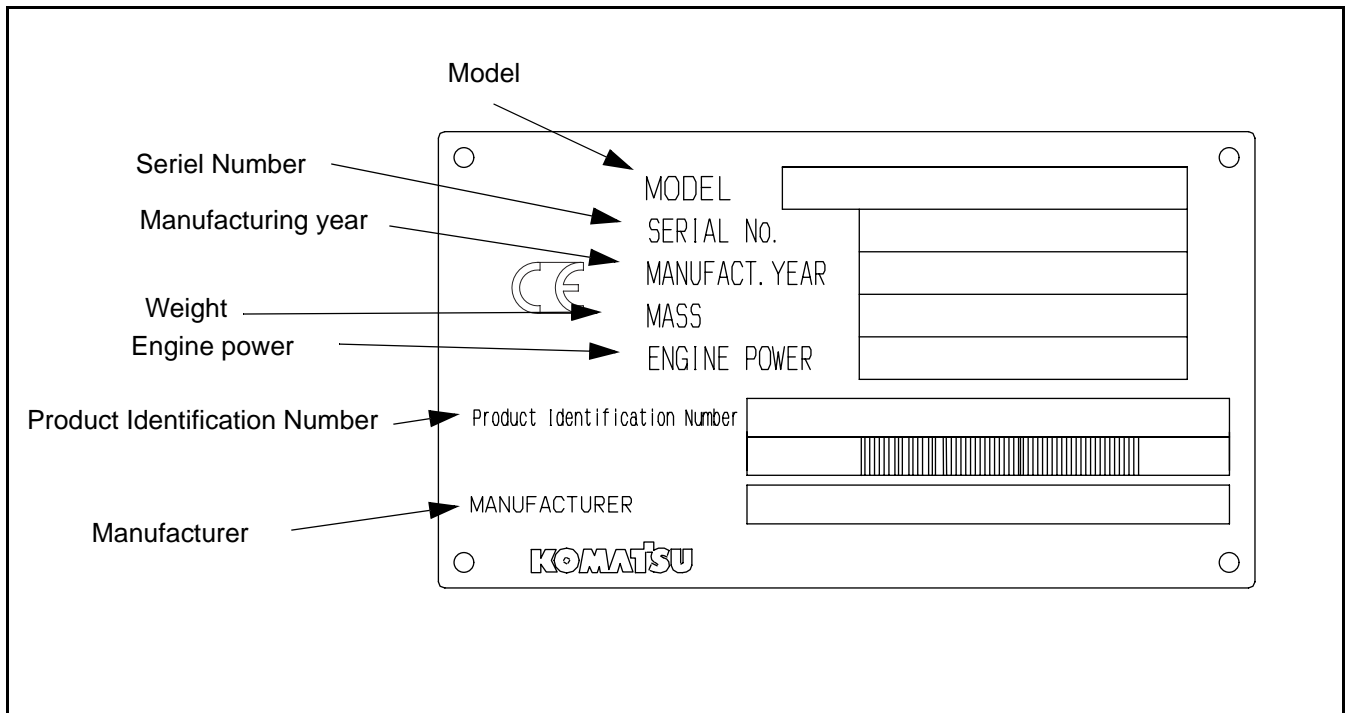 Model
Seriel Number
Manufacturing year
Weight
Engine power
Product Identification Number
Manufacturer
MODEL
SERIAL No.
MANUFACT. YEAR
CE
MASS
ENGINE POWER
Product Identification Number
MANUFACTURER
KOMATSU